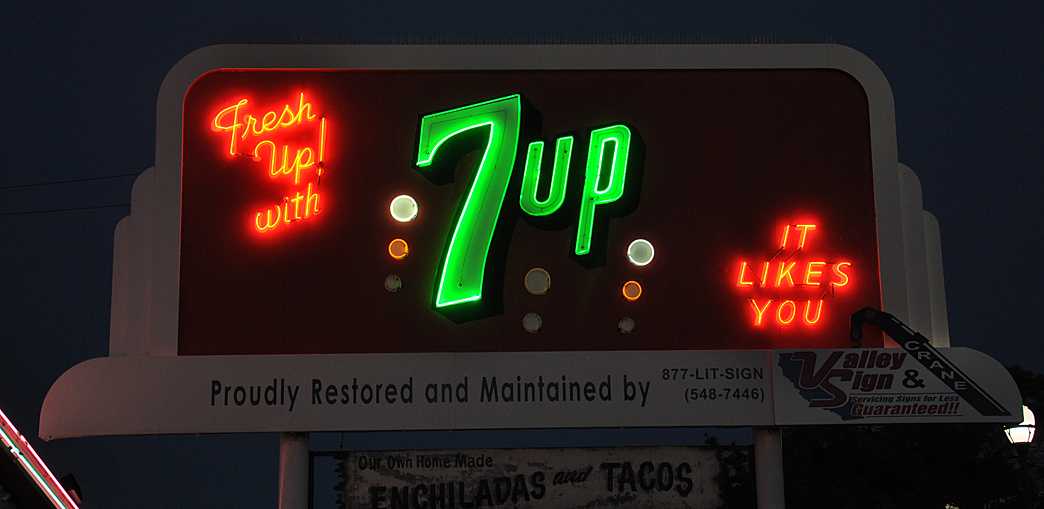 Fresh
Up!
with
7up
IT
LIKES
YOU
Proudly Restored and Maintained by
877-LIT-SIGN
(548-7446)
Valley
Sign &
CRANE
Servicing Signs for Less
Guaranteed!!
Our Own Home Made
ENCHILADAS and TACOS